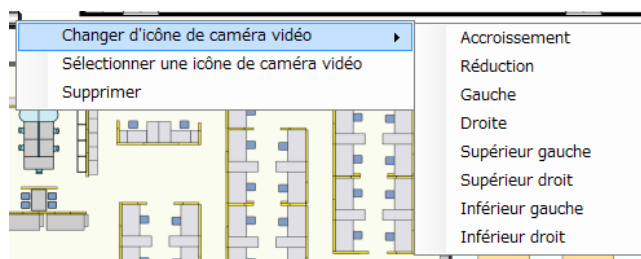 Changer d'icône de caméra vidéo
Sélectionner une icône de caméra vidéo
Supprimer
Accroissement
Réduction
Gauche
Droite
Supérieur gauche
Supérieur droit
Inférieur gauche
Inférieur droit